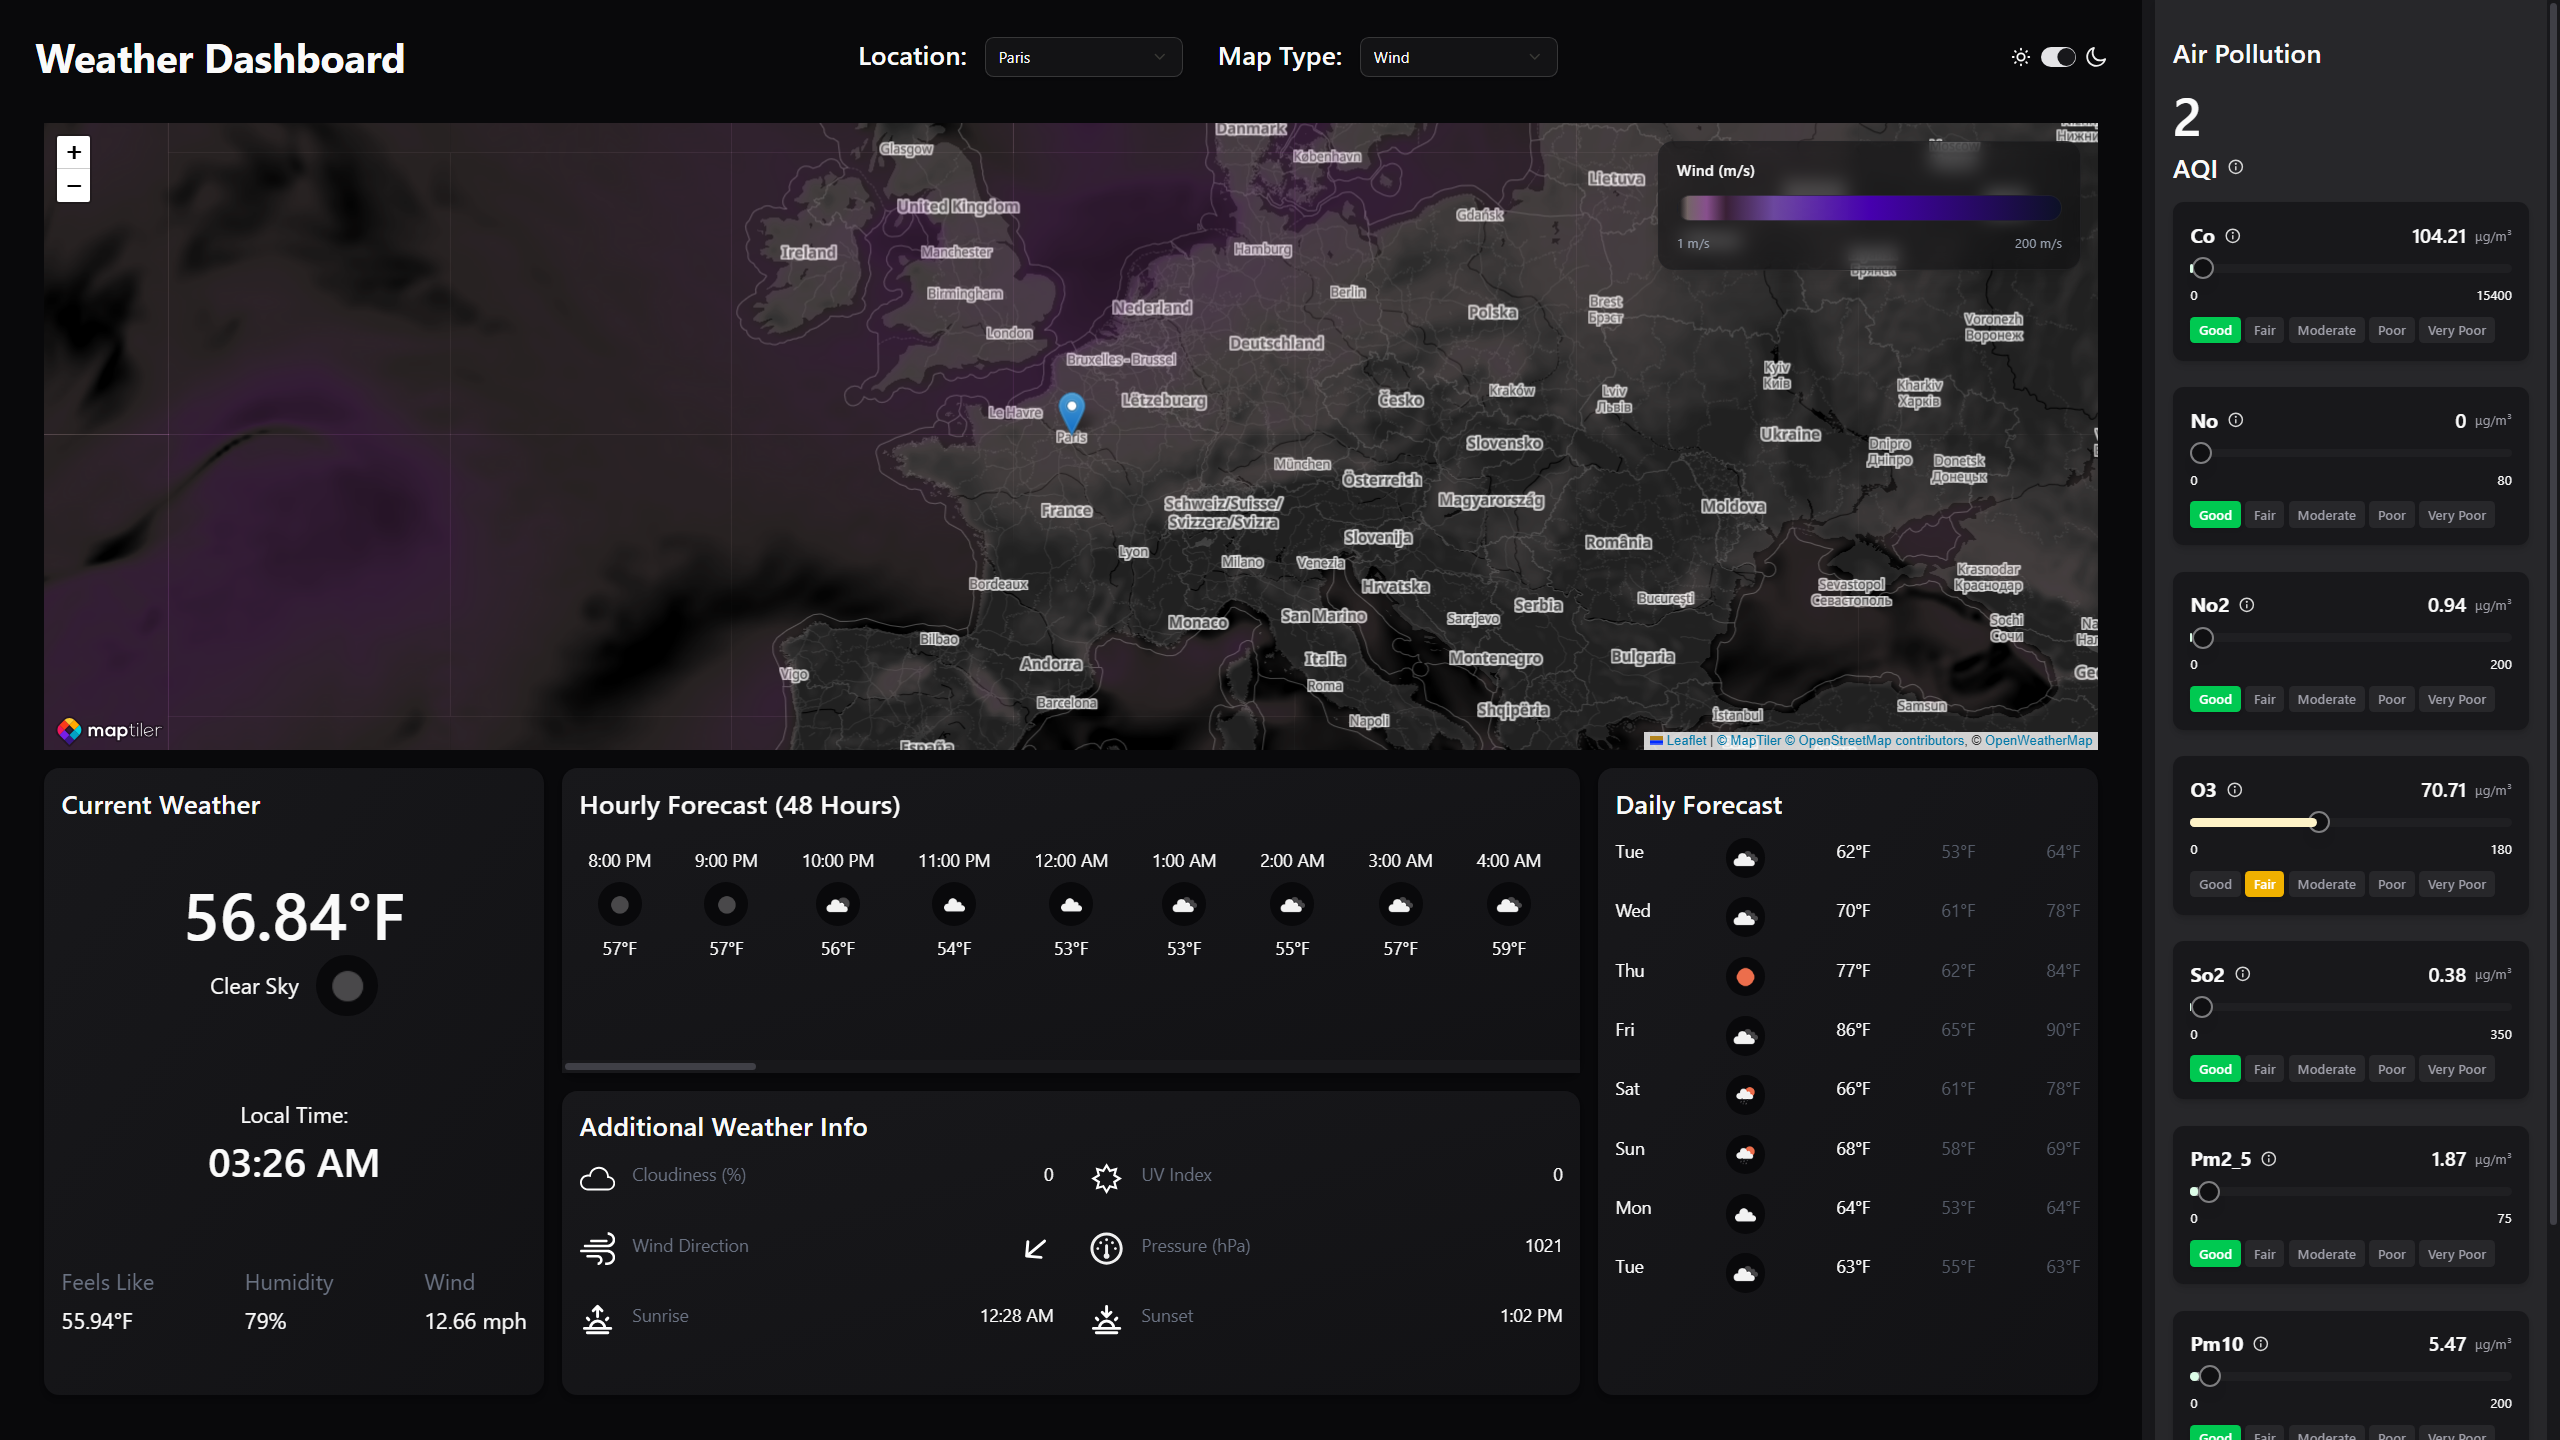 Weather Dashboard
Location:
Paris
Map Type:
Wind
+
−
Danmark
Glasgow
København
Lietuva
United Kingdom
Gdańsk
Ireland
Manchester
Hamburg
Birmingham
Berlin
Nederland
Polska
Brest
Брэст
London
Deutschland
Voronezh
Воронеж
Bruxelles - Brussel
Kyiv
Київ
Lëtzebuerg
Česko
Kraków
Lviv
Львів
Kharkiv
Харків
Le Havre
Paris
Slovensko
Ukraine
Dnipro
Дніпро
München
Donetsk
Донецьк
Österreich
France
Schweiz/Suisse/
Svizzera/Svizra
Magyarország
Moldova
Lyon
Slovenija
România
Milano
Venezia
Bordeaux
Hrvatska
Krasnodar
Краснодар
Sevastopol
Севастополь
Monaco
San Marino
Serbia
București
Sarajevo
Sochi
Сочи
Bilbao
Andorra
Italia
Montenegro
Bulgaria
Vigo
Roma
Barcelona
Shqipëria
İstanbul
Samsun
Napoli
España
Брянск
Wind (m/s)
1 m/s
200 m/s
maptiler
Leaflet | © MapTiler © OpenStreetMap contributors, © OpenWeatherMap
Current Weather
56.84°F
Clear Sky
Local Time:
03:26 AM
Feels Like
Humidity
Wind
55.94°F
79%
12.66 mph
Hourly Forecast (48 Hours)
8:00 PM 9:00 PM 10:00 PM 11:00 PM 12:00 AM 1:00 AM 2:00 AM 3:00 AM 4:00 AM
57°F 57°F 56°F 54°F 53°F 53°F 55°F 57°F 59°F
Additional Weather Info
Cloudiness (%) 0
UV Index 0
Wind Direction
Pressure (hPa) 1021
Sunrise 12:28 AM
Sunset 1:02 PM
Daily Forecast
Tue 62°F 53°F 64°F
Wed 70°F 61°F 78°F
Thu 77°F 62°F 84°F
Fri 86°F 65°F 90°F
Sat 66°F 61°F 78°F
Sun 68°F 58°F 69°F
Mon 64°F 53°F 64°F
Tue 63°F 55°F 63°F
Air Pollution
2
AQI
Co 104.21 µg/m³
0 15400
Good Fair Moderate Poor Very Poor
No 0 µg/m³
0 80
Good Fair Moderate Poor Very Poor
No2 0.94 µg/m³
0 200
Good Fair Moderate Poor Very Poor
O3 70.71 µg/m³
0 180
Good Fair Moderate Poor Very Poor
So2 0.38 µg/m³
0 350
Good Fair Moderate Poor Very Poor
Pm2_5 1.87 µg/m³
0 75
Good Fair Moderate Poor Very Poor
Pm10 5.47 µg/m³
0 200
Good Fair Moderate Poor Very Poor